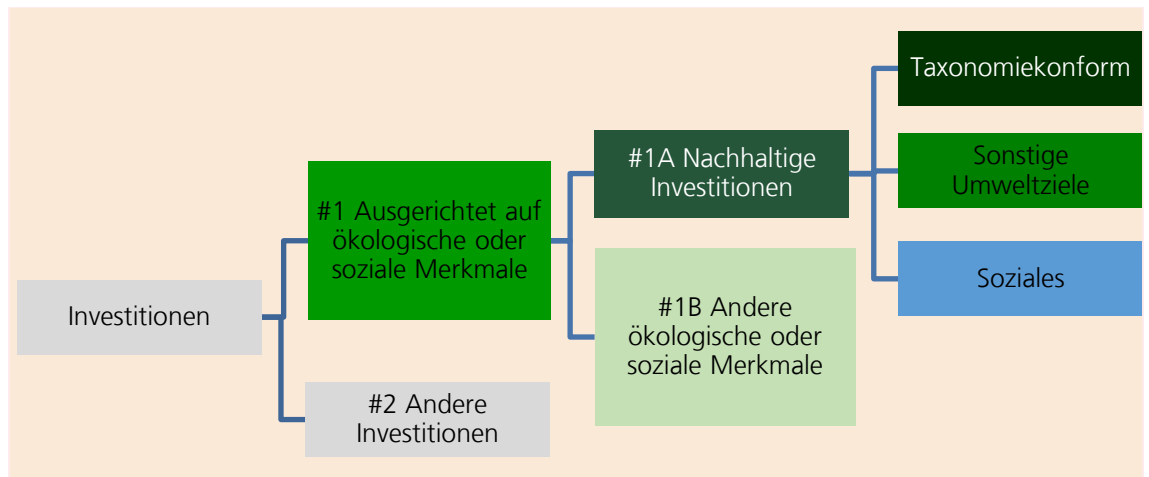 Investitionen
#1 Ausgerichtet auf
ökologische oder
soziale Merkmale
#2 Andere
Investitionen
#1A Nachhaltige
Investitionen
#1B Andere
ökologische oder
soziale Merkmale
Taxonomiekonform
Sonstige
Umweltziele
Soziales